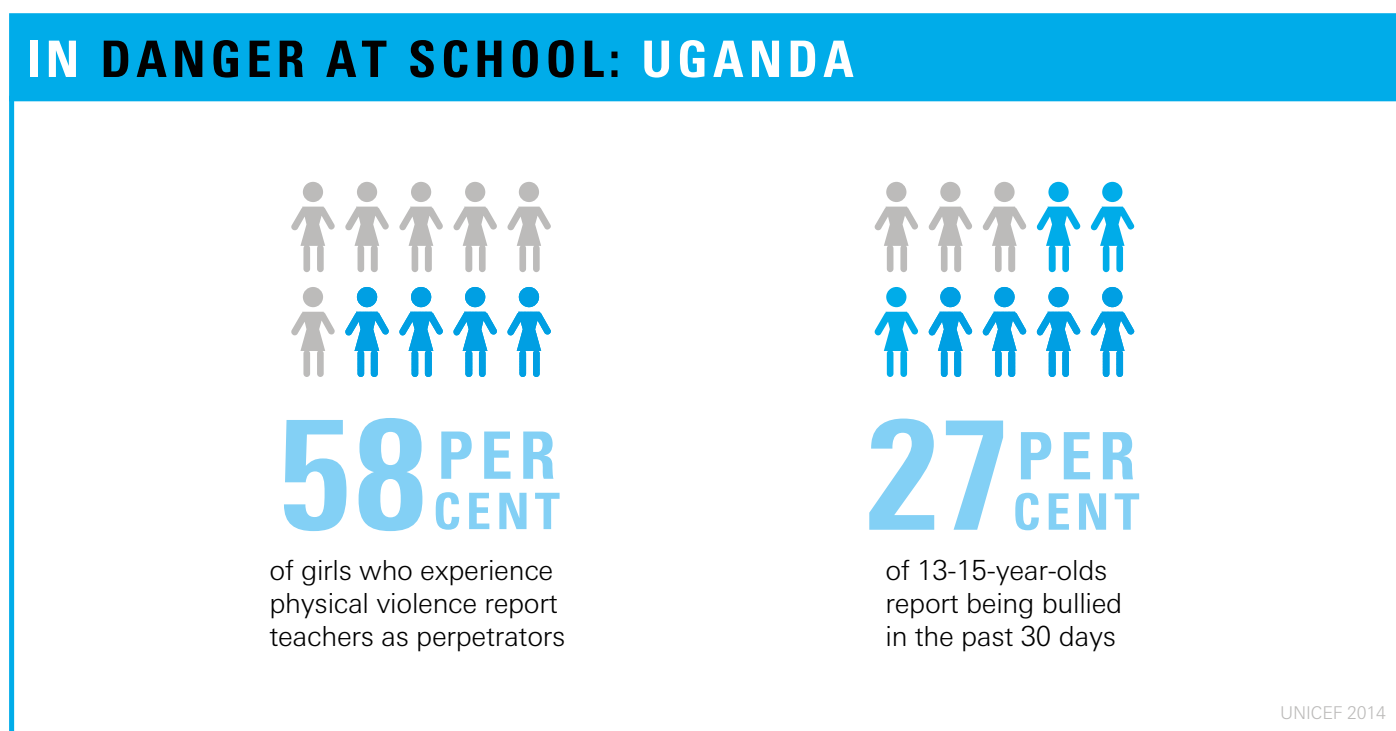 IN DANGER AT SCHOOL: UGANDA
58 PER CENT
of girls who experience
physical violence report
teachers as perpetrators
27 PER CENT
of 13-15-year-olds
report being bullied
in the past 30 days
UNICEF 2014